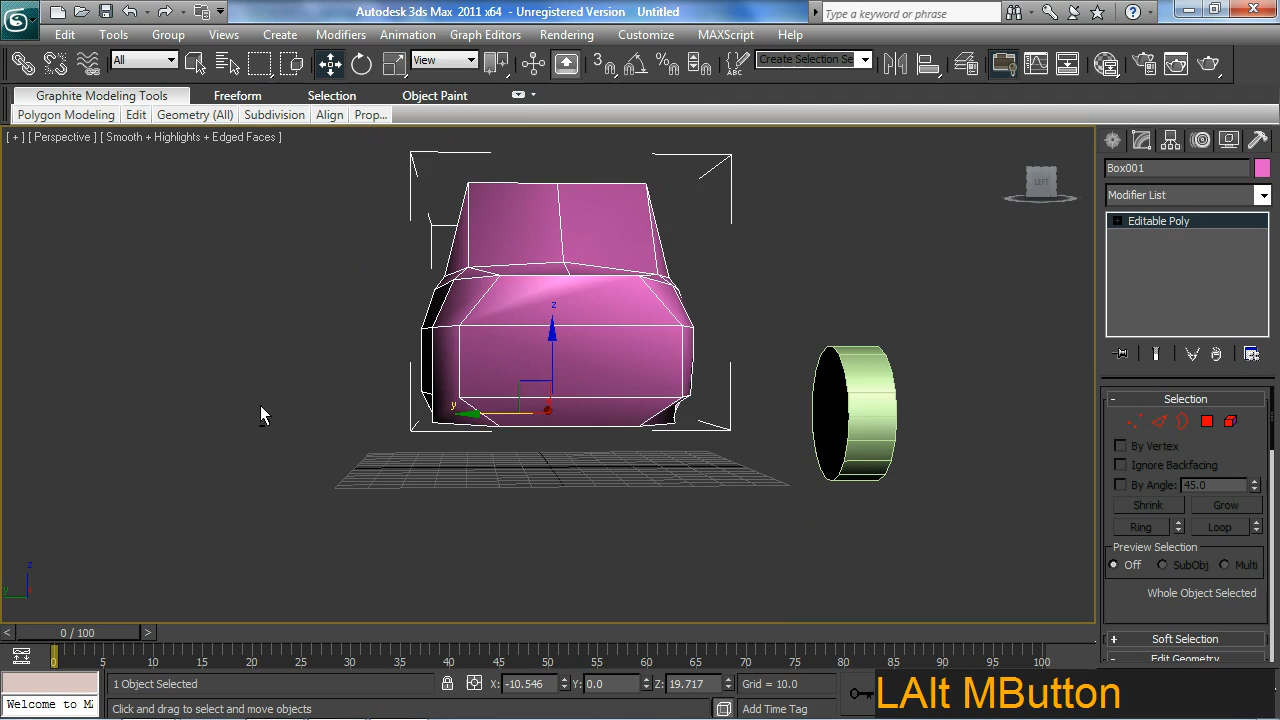 Autodesk 3ds Max 2011 x64 - Unregistered Version Untitled
Type a keyword or phrase
Edit Tools Group Views Create Modifiers Animation Graph Editors Rendering Customize MAXScript Help
All View Create Selection Se
Graphite Modeling Tools Freeform Selection Object Paint
Polygon Modeling Edit Geometry (All) Subdivision Align Prop...
[ + ] [ Perspective ] [ Smooth + Highlights + Edged Faces ]
LEFT
z
y
z
y
Box001
Modifier List
Editable Poly
- Selection
By Vertex
Ignore Backfacing
By Angle: 45.0
Shrink Grow
Ring Loop
Preview Selection
Off SubObj Multi
Whole Object Selected
+ Soft Selection
- Edit Geometry
< 0 / 100 >
0 5 10 15 20 25 30 35 40 45 50 55 60 65 70 75 80 85 90 95 100
1 Object Selected X: -10.546 Y: 0.0 Z: 19.717 Grid = 10.0
Welcome to M Click and drag to select and move objects Add Time Tag
LAlt MButton